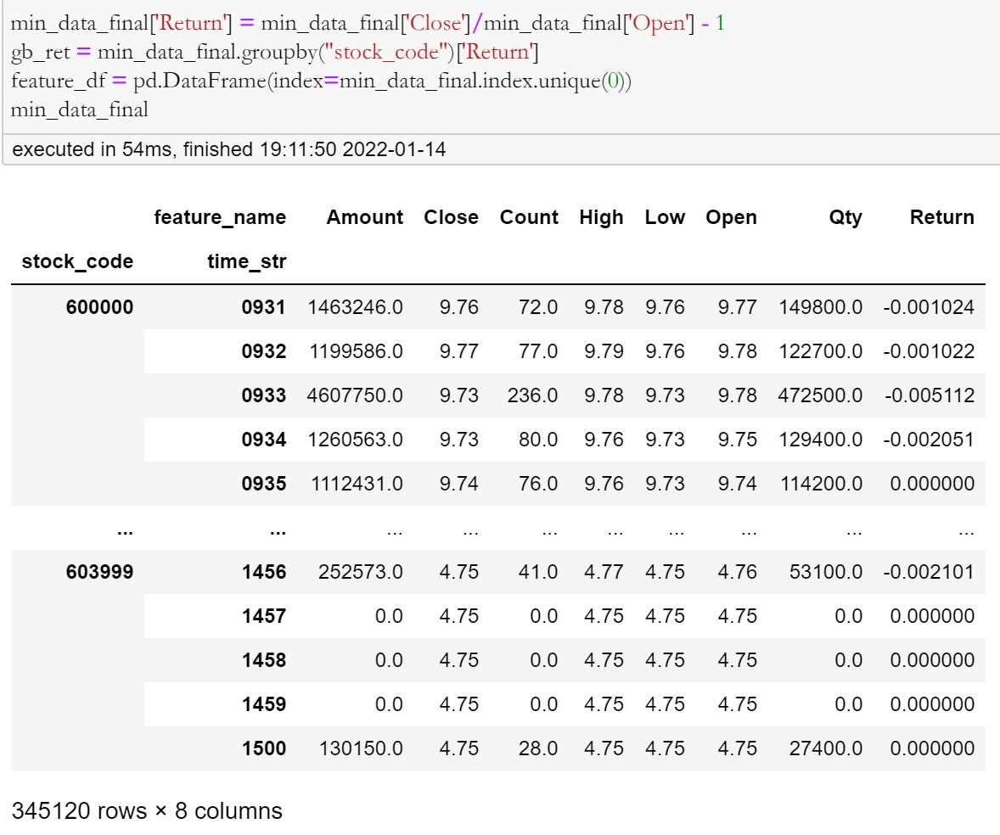 min_data_final['Return'] = min_data_final['Close']/min_data_final['Open'] - 1
gb_ret = min_data_final.groupby("stock_code")['Return']
feature_df = pd.DataFrame(index=min_data_final.index.unique(0))
min_data_final
executed in 54ms, finished 19:11:50 2022-01-14
feature_name Amount Close Count High Low Open Qty Return
stock_code time_str
600000 0931 1463246.0 9.76 72.0 9.78 9.76 9.77 149800.0 -0.001024
0932 1199586.0 9.77 77.0 9.79 9.76 9.78 122700.0 -0.001022
0933 4607750.0 9.73 236.0 9.78 9.73 9.78 472500.0 -0.005112
0934 1260563.0 9.73 80.0 9.76 9.73 9.75 129400.0 -0.002051
0935 1112431.0 9.74 76.0 9.76 9.73 9.74 114200.0 0.000000
... ... ... ... ... ... ... ... ... ...
603999 1456 252573.0 4.75 41.0 4.77 4.75 4.76 53100.0 -0.002101
1457 0.0 4.75 0.0 4.75 4.75 4.75 0.0 0.000000
1458 0.0 4.75 0.0 4.75 4.75 4.75 0.0 0.000000
1459 0.0 4.75 0.0 4.75 4.75 4.75 0.0 0.000000
1500 130150.0 4.75 28.0 4.75 4.75 4.75 27400.0 0.000000
345120 rows × 8 columns